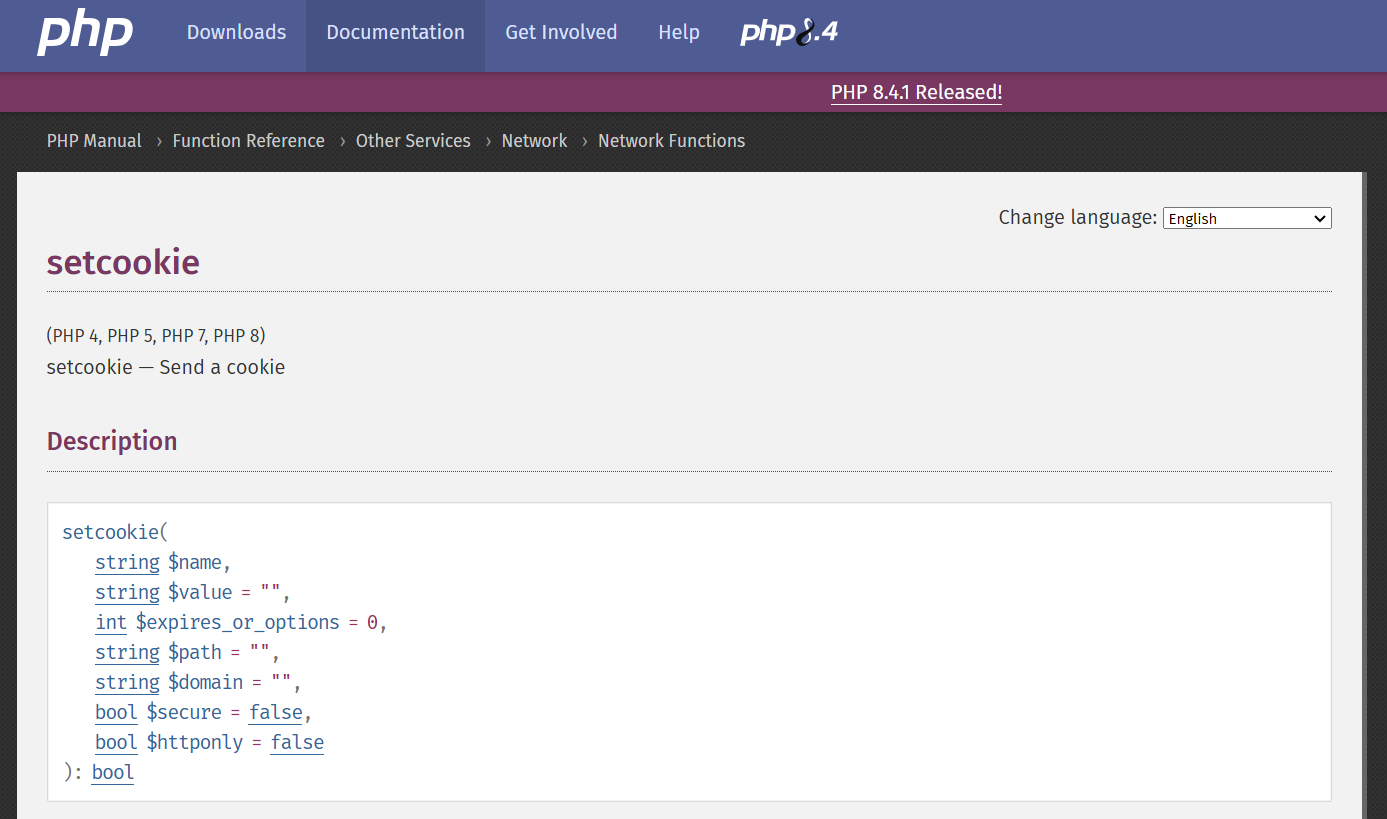 php Downloads Documentation Get Involved Help php8.4
PHP 8.4.1 Released!
PHP Manual › Function Reference › Other Services › Network › Network Functions
Change language: English
setcookie
(PHP 4, PHP 5, PHP 7, PHP 8)
setcookie — Send a cookie
Description
setcookie(
string $name,
string $value = "",
int $expires_or_options = 0,
string $path = "",
string $domain = "",
bool $secure = false,
bool $httponly = false
): bool